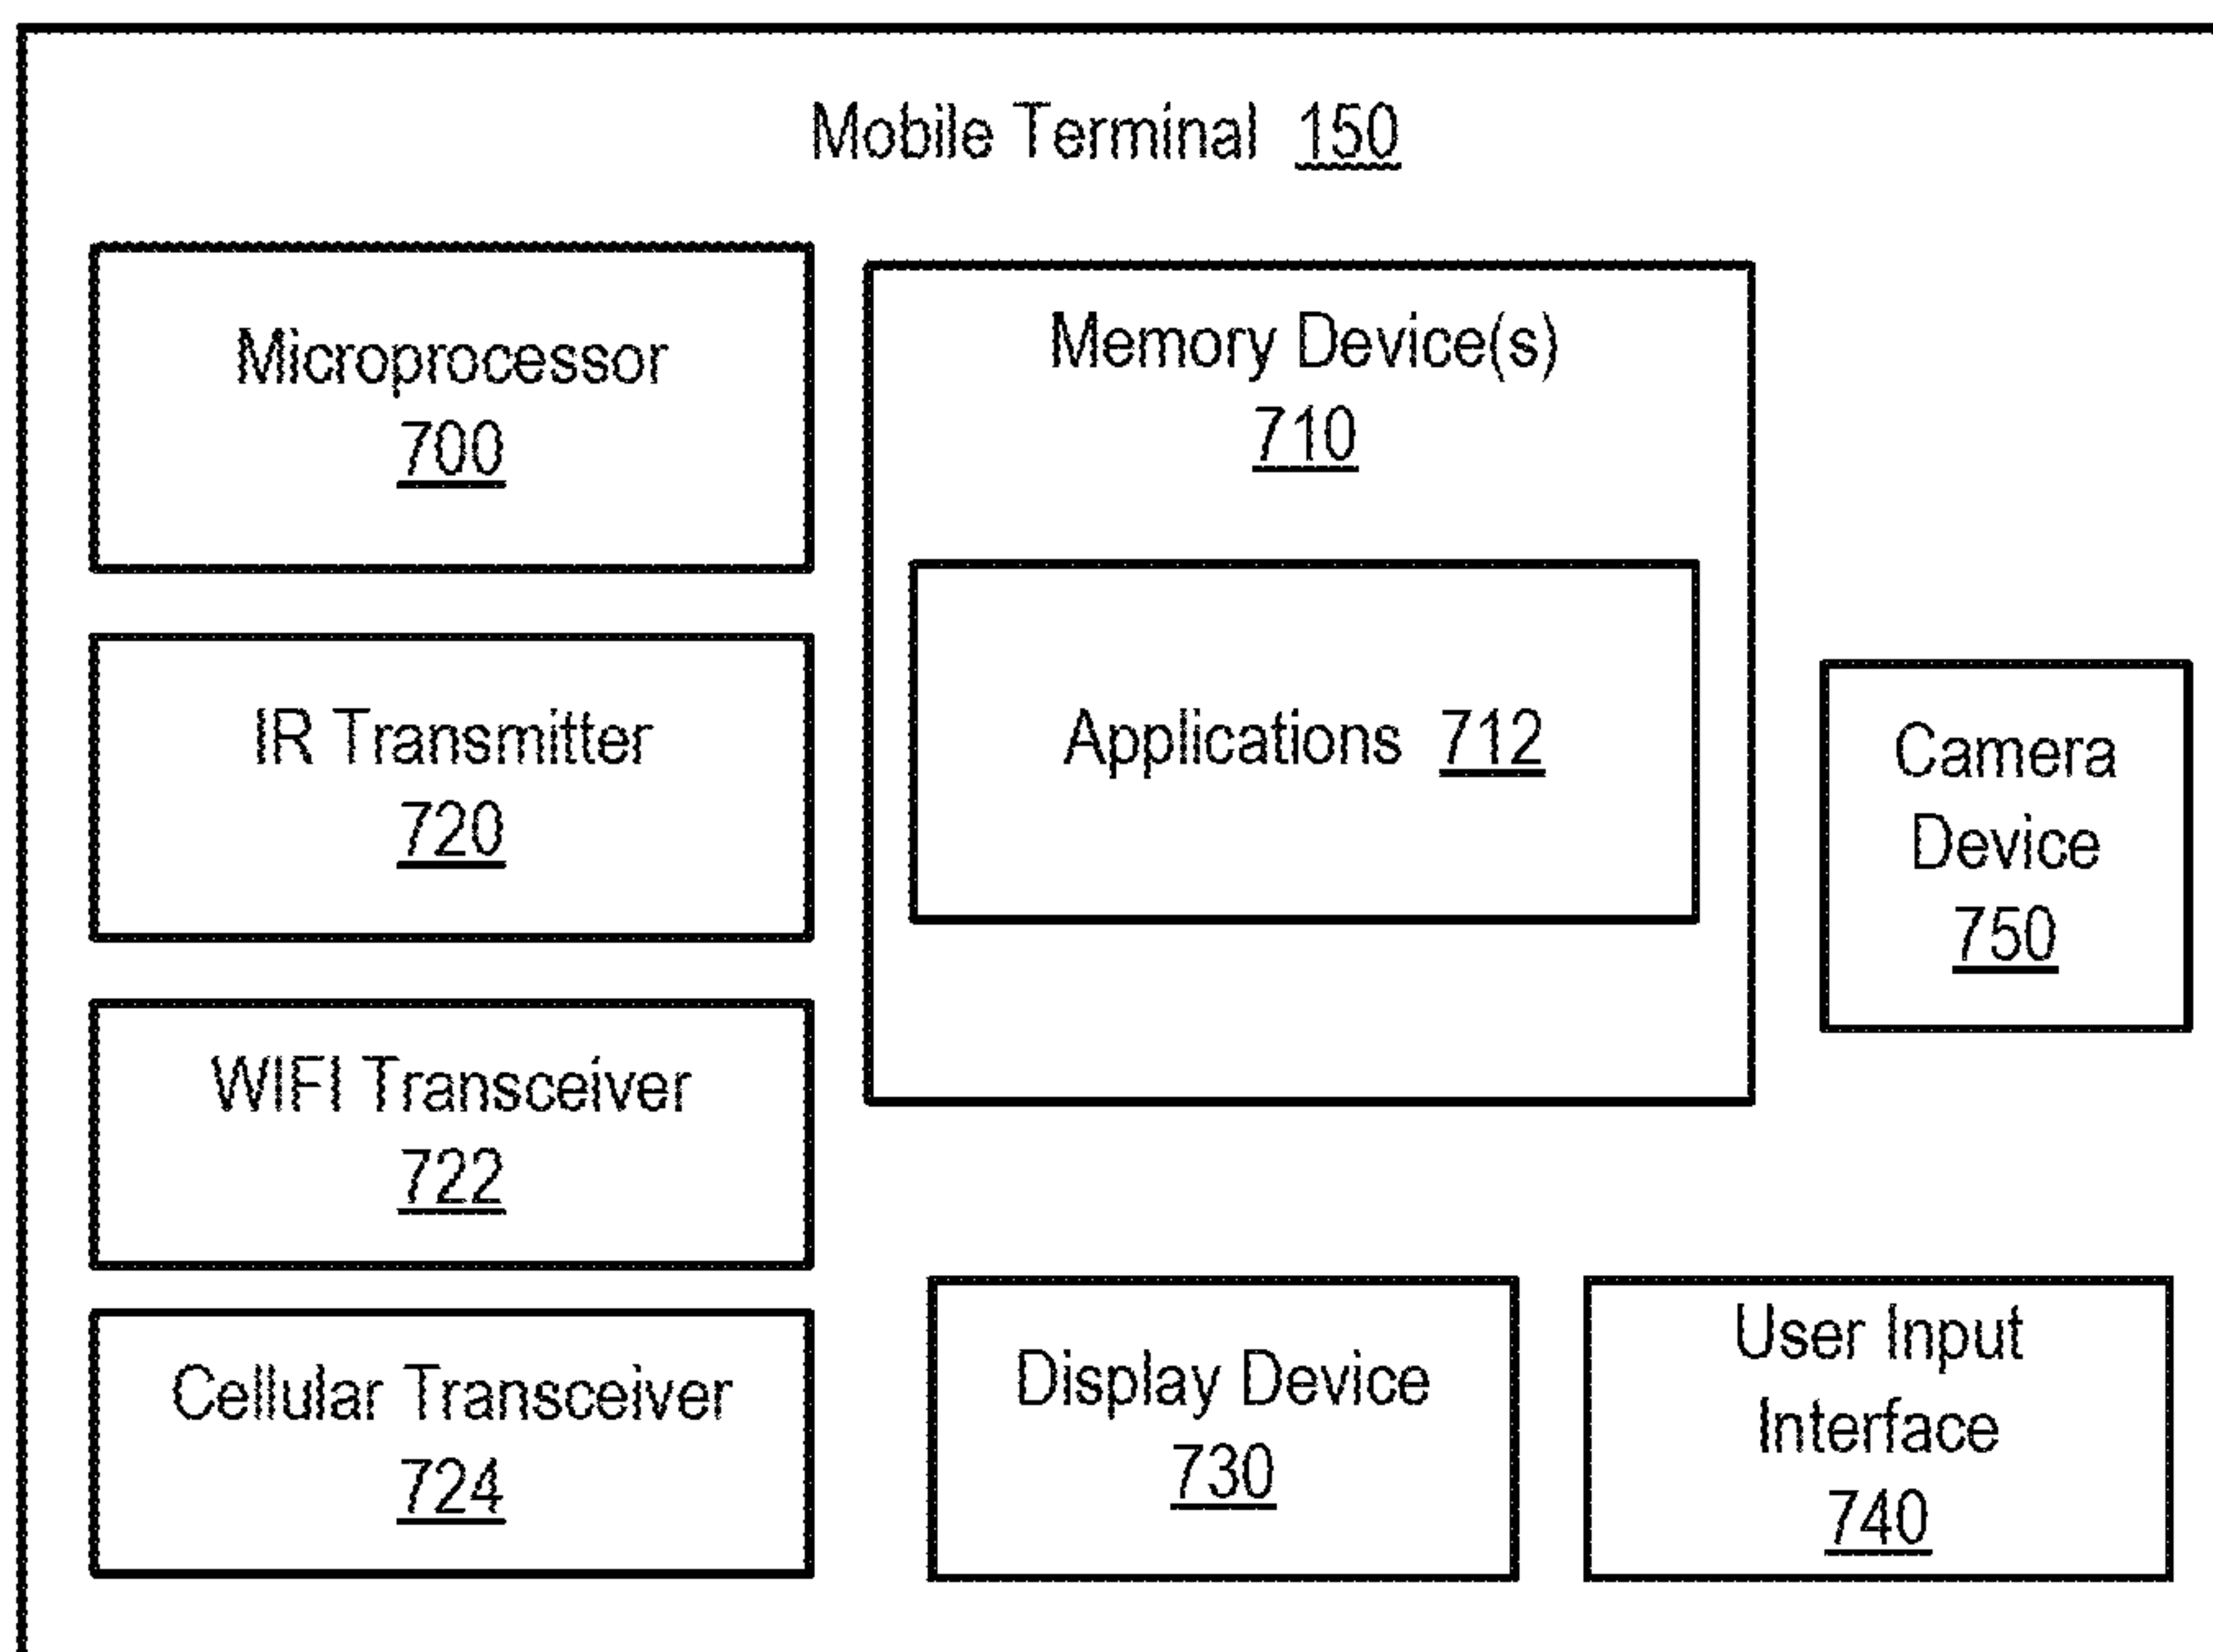 Mobile Terminal 150
Microprocessor
700
Memory Device(s)
710
IR Transmitter
720
Applications 712
Camera
Device
750
WIFI Transceiver
722
Cellular Transceiver
724
Display Device
730
User Input
Interface
740